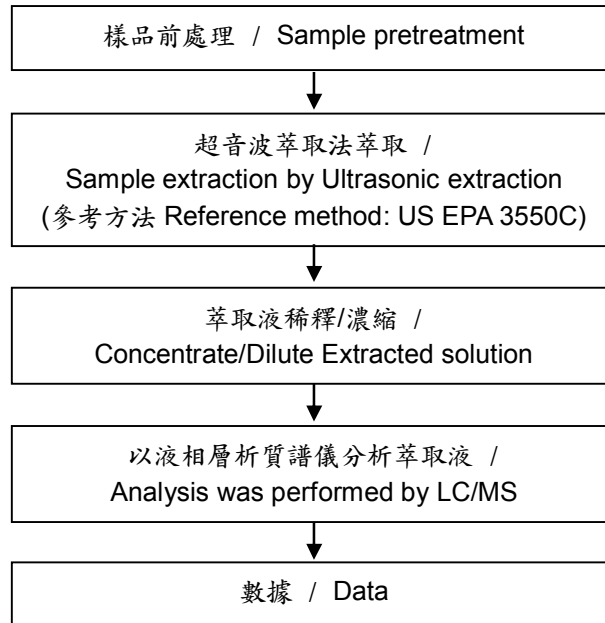 樣品前處理 / Sample pretreatment
超音波萃取法萃取 /
Sample extraction by Ultrasonic extraction
(參考方法 Reference method: US EPA 3550C)
萃取液稀釋/濃縮 /
Concentrate/Dilute Extracted solution
以液相層析質譜儀分析萃取液 /
Analysis was performed by LC/MS
數據 / Data